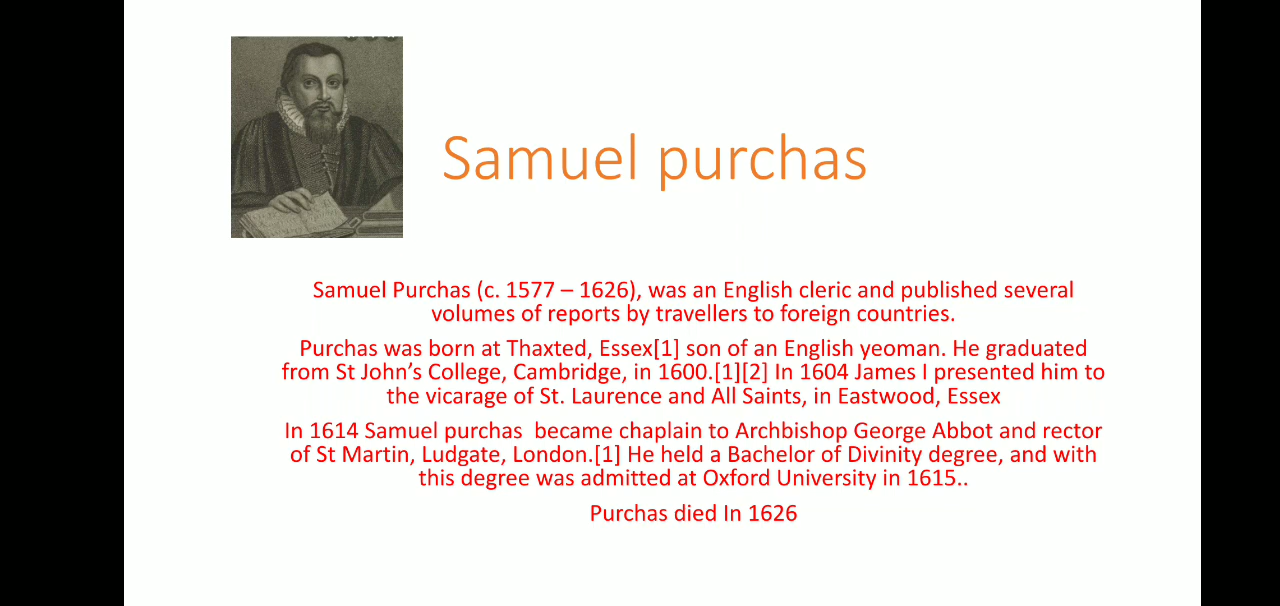 Samuel purchas
Samuel Purchas (c. 1577 – 1626), was an English cleric and published several
volumes of reports by travellers to foreign countries.
Purchas was born at Thaxted, Essex[1] son of an English yeoman. He graduated
from St John’s College, Cambridge, in 1600.[1][2] In 1604 James I presented him to
the vicarage of St. Laurence and All Saints, in Eastwood, Essex
In 1614 Samuel purchas  became chaplain to Archbishop George Abbot and rector
of St Martin, Ludgate, London.[1] He held a Bachelor of Divinity degree, and with
this degree was admitted at Oxford University in 1615..
Purchas died In 1626